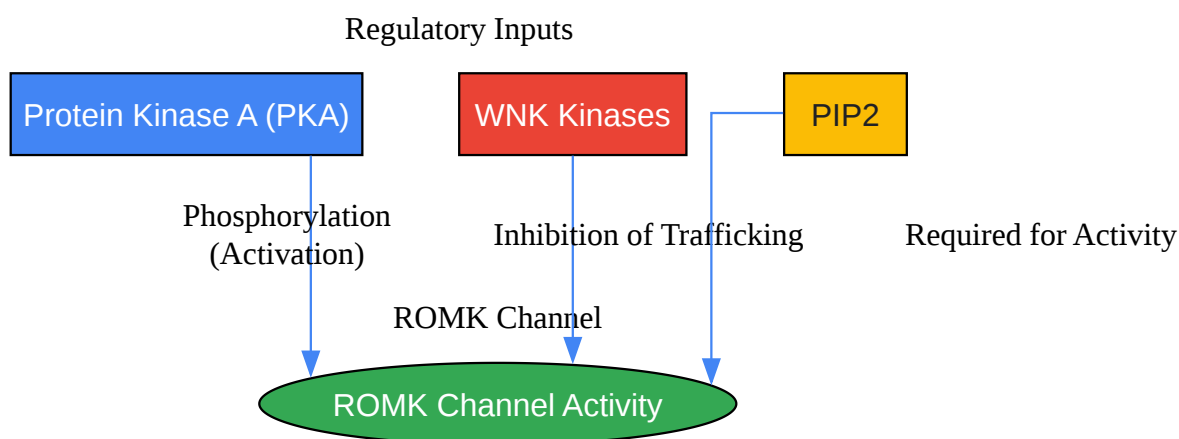 Regulatory Inputs
Protein Kinase A (PKA)
WNK Kinases
PIP2
Phosphorylation
(Activation)
Inhibition of Trafficking
Required for Activity
ROMK Channel
ROMK Channel Activity